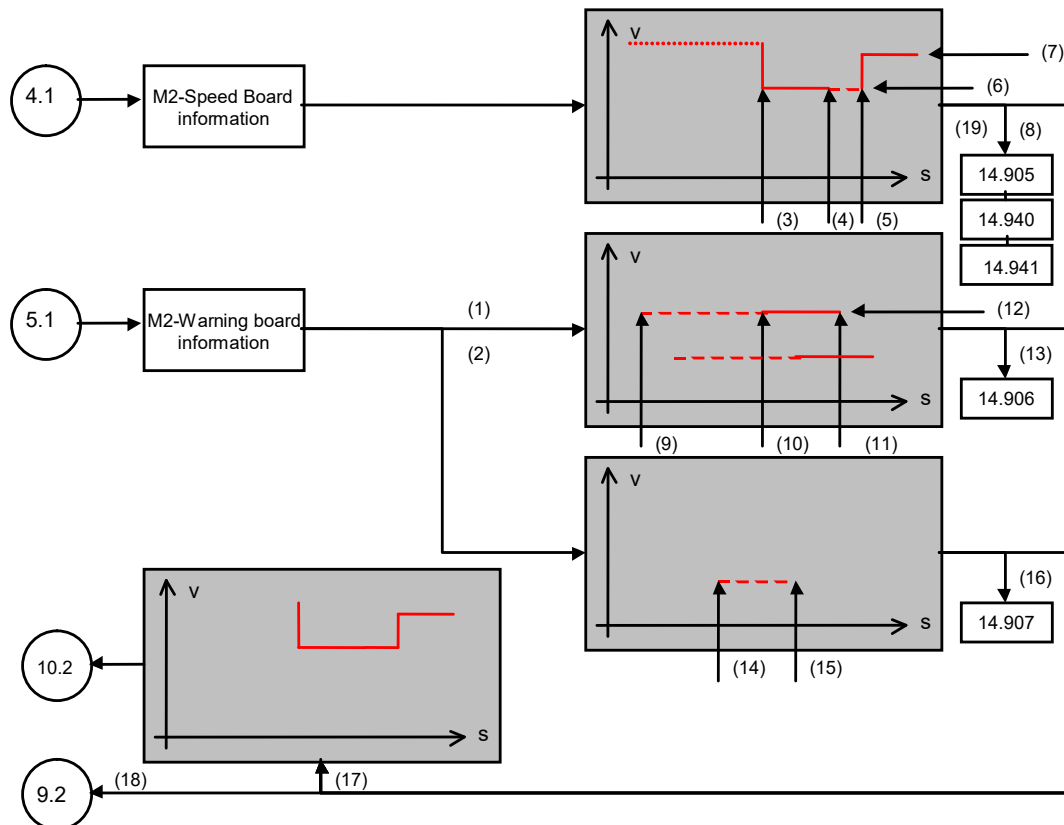 v
(7)
4.1
M2-Speed Board
information
(6)
(19)
(8)
s
14.905
(3)
(4)
(5)
14.940
v
14.941
5.1
M2-Warning board
information
(1)
(12)
(2)
(13)
14.906
s
(9)
(10)
(11)
v
(16)
v
14.907
s
10.2
(14)
(15)
s
9.2
(18)
(17)